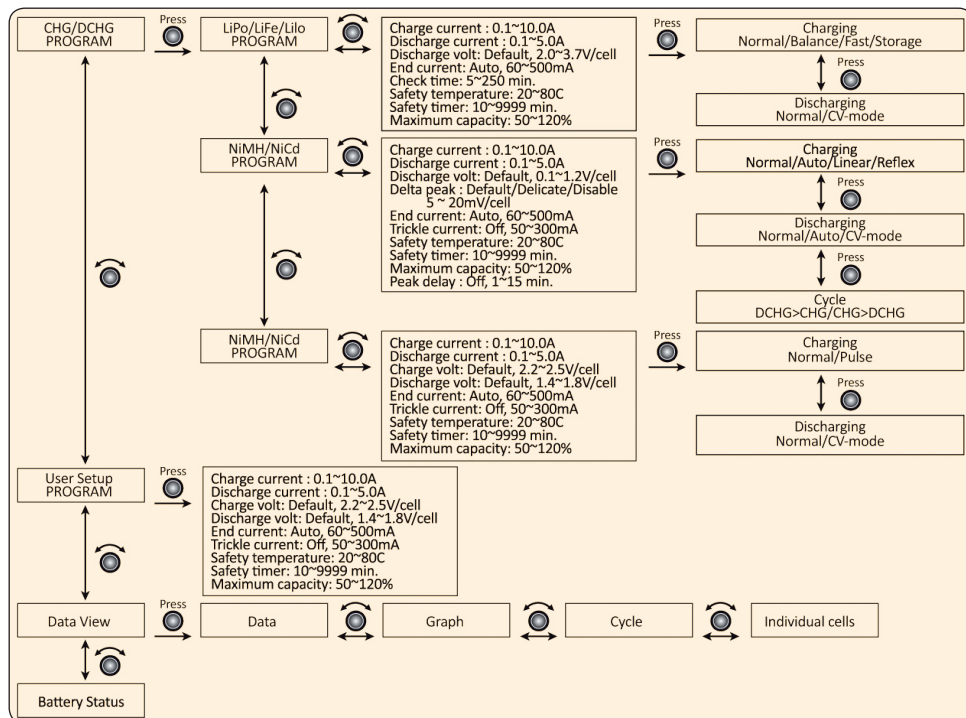 CHG/DCHG
PROGRAM
Press
LiPo/LiFe/Lilo
PROGRAM
Charge current : 0.1~10.0A
Discharge current : 0.1~5.0A
Discharge volt: Default, 2.0~3.7V/cell
End current: Auto, 60~500mA
Check time: 5~250 min.
Safety temperature: 20~80C
Safety timer: 10~9999 min.
Maximum capacity: 50~120%
Press
Charging
Normal/Balance/Fast/Storage
Press
Discharging
Normal/CV-mode
NiMH/NiCd
PROGRAM
Charge current : 0.1~10.0A
Discharge current : 0.1~5.0A
Discharge volt: Default, 0.1~1.2V/cell
Delta peak : Default/Delicate/Disable
5 ~ 20mV/cell
End current: Auto, 60~500mA
Trickle current: Off, 50~300mA
Safety temperature: 20~80C
Safety timer: 10~9999 min.
Maximum capacity: 50~120%
Peak delay : Off, 1~15 min.
Press
Charging
Normal/Auto/Linear/Reflex
Press
Discharging
Normal/Auto/CV-mode
Press
Cycle
DCHG>CHG/CHG>DCHG
NiMH/NiCd
PROGRAM
Charge current : 0.1~10.0A
Discharge current : 0.1~5.0A
Charge volt: Default, 2.2~2.5V/cell
Discharge volt: Default, 1.4~1.8V/cell
End current: Auto, 60~500mA
Trickle current: Off, 50~300mA
Safety temperature: 20~80C
Safety timer: 10~9999 min.
Maximum capacity: 50~120%
Press
Charging
Normal/Pulse
Press
Discharging
Normal/CV-mode
User Setup
PROGRAM
Press
Charge current : 0.1~10.0A
Discharge current : 0.1~5.0A
Charge volt: Default, 2.2~2.5V/cell
Discharge volt: Default, 1.4~1.8V/cell
End current: Auto, 60~500mA
Trickle current: Off, 50~300mA
Safety temperature: 20~80C
Safety timer: 10~9999 min.
Maximum capacity: 50~120%
Data View
Press
Data
Graph
Cycle
Individual cells
Battery Status